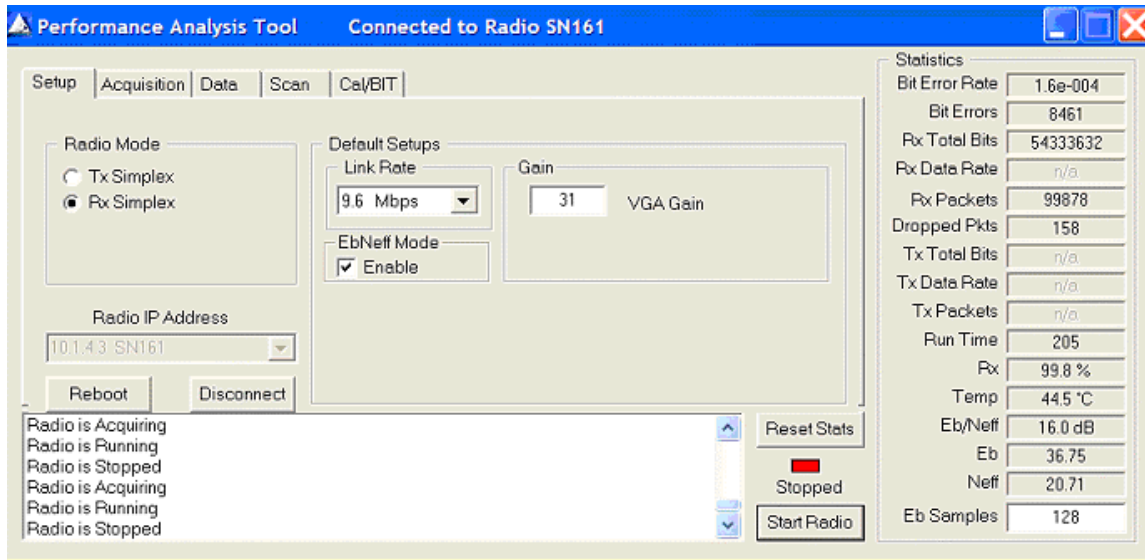 Performance Analysis Tool Connected to Radio SN161
Setup Acquisition Data Scan Cal/BIT
Radio Mode
Tx Simplex
Rx Simplex
Radio IP Address
10.1.4.3 SN161
Reboot Disconnect
Default Setups
Link Rate
9.6 Mbps
EbNeff Mode
Enable
Gain
31 VGA Gain
Radio is Acquiring
Radio is Running
Radio is Stopped
Radio is Acquiring
Radio is Running
Radio is Stopped
Reset Stats
Stopped
Start Radio
Statistics
Bit Error Rate 1.6e-004
Bit Errors 8461
Rx Total Bits 54333632
Rx Data Rate n/a
Rx Packets 99878
Dropped Pkts 158
Tx Total Bits n/a
Tx Data Rate n/a
Tx Packets n/a
Run Time 205
Rx 99.8 %
Temp 44.5 °C
Eb/Neff 16.0 dB
Eb 36.75
Neff 20.71
Eb Samples 128